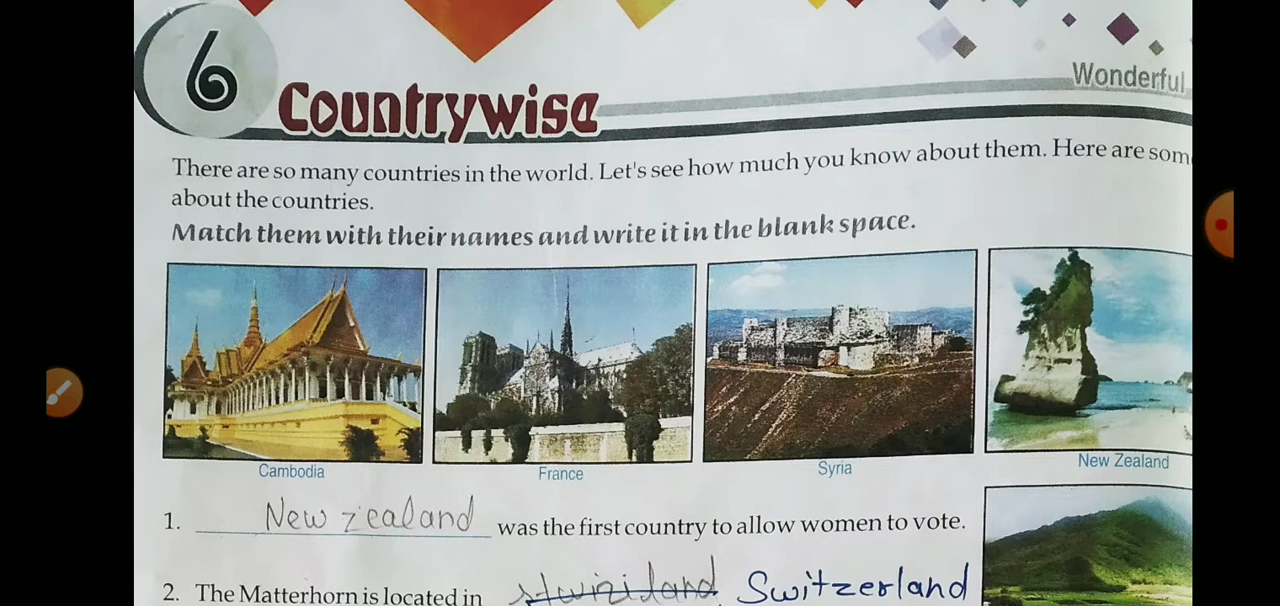 6
Countrywise
Wonderful
There are so many countries in the world. Let's see how much you know about them. Here are som
about the countries.
Match them with their names and write it in the blank space.
Cambodia
France
Syria
New Zealand
1. New zealand was the first country to allow women to vote.
2. The Matterhorn is located in Switzerland